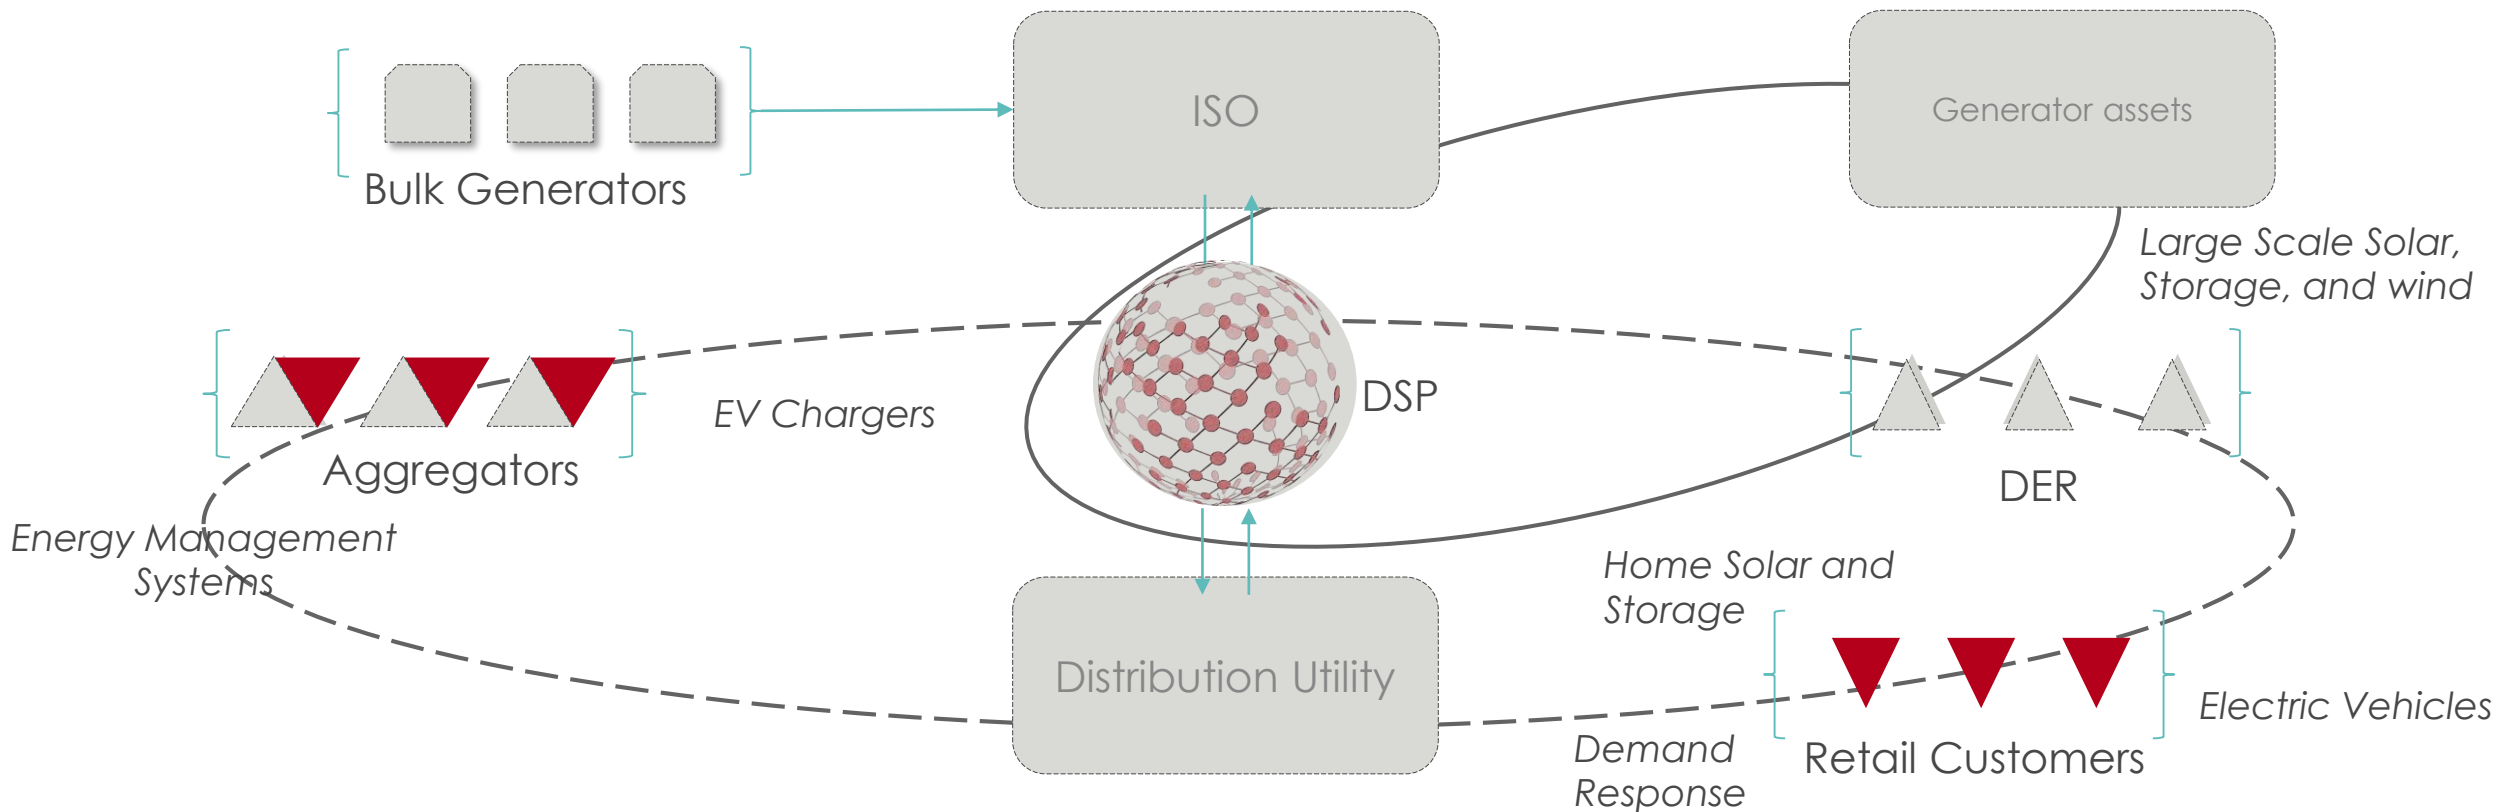 ISO
Generator assets
Bulk Generators
Large Scale Solar,
Storage, and wind
EV Chargers
DSP
Aggregators
DER
Energy Management
Systems
Home Solar and
Storage
Distribution Utility
Electric Vehicles
Demand
Response
Retail Customers